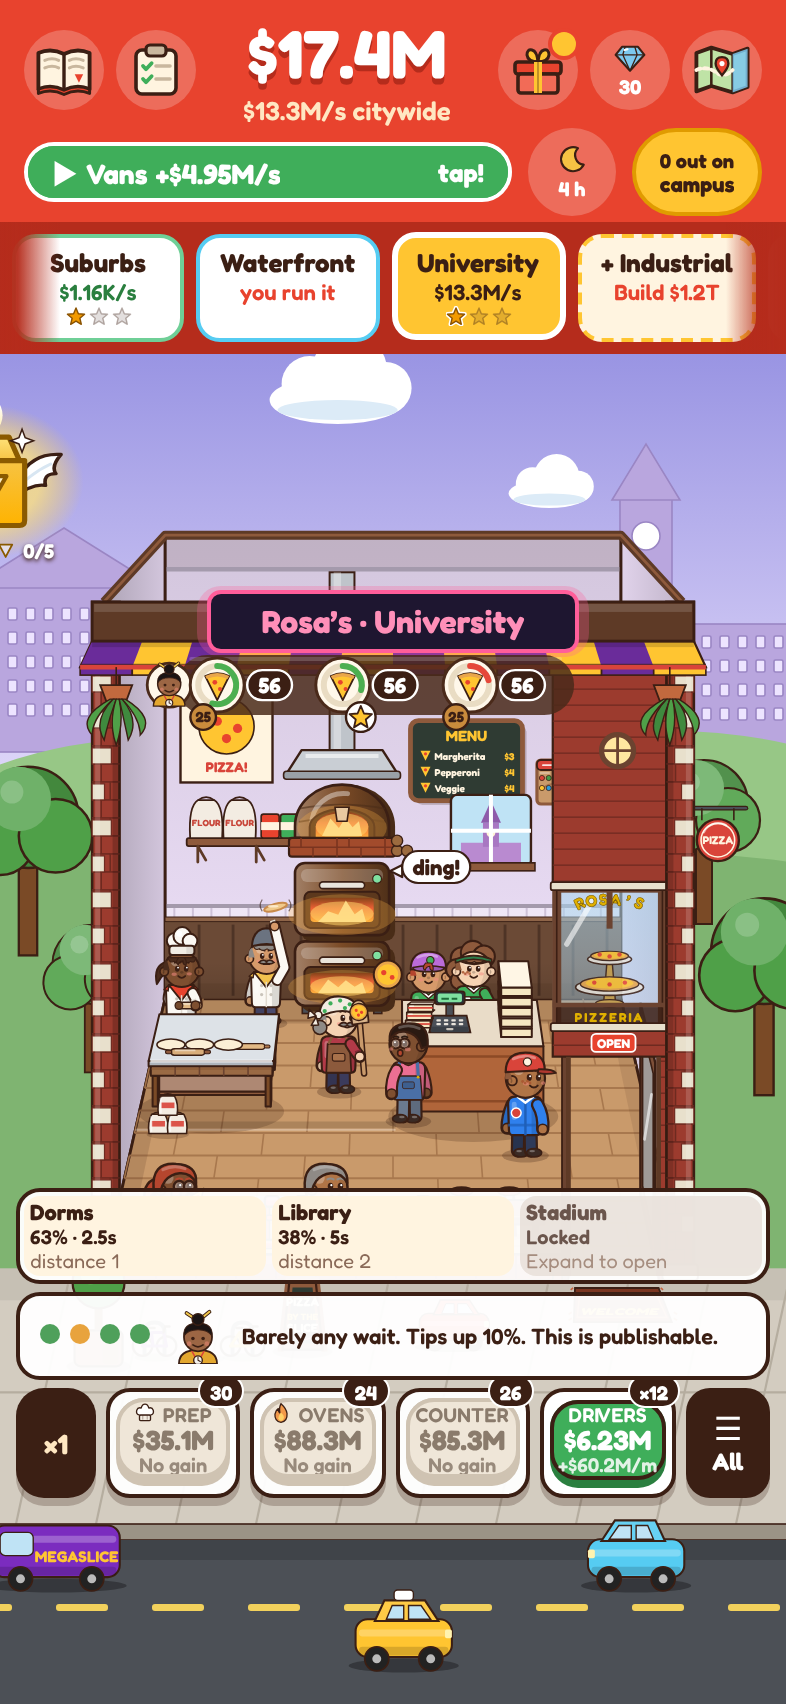 $17.4M
$13.3M/s citywide
30
Vans +$4.95M/s
tap!
4 h
0 out on
campus
Suburbs
$1.16K/s
Waterfront
you run it
University
$13.3M/s
+ Industrial
Build $1.2T
0/5
Rosa's · University
56
56
56
25
25
PIZZA!
MENU
Margherita $3
Pepperoni $4
Veggie $4
FLOUR
FLOUR
PIZZA
ding!
ROSA'S
PIZZERIA
OPEN
Dorms
63% · 2.5s
distance 1
Library
38% · 5s
distance 2
Stadium
Locked
Expand to open
Barely any wait. Tips up 10%. This is publishable.
x1
30
PREP
$35.1M
No gain
24
OVENS
$88.3M
No gain
26
COUNTER
$85.3M
No gain
x12
DRIVERS
$6.23M
+$60.2M/m
All
MEGASLICE